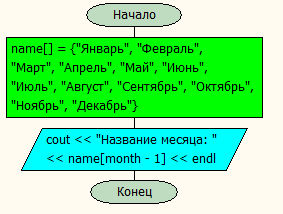 Начало
name[] = {"Январь", "Февраль",
"Март", "Апрель", "Май", "Июнь",
"Июль", "Август", "Сентябрь", "Октябрь",
"Ноябрь", "Декабрь"}
cout << "Название месяца: "
<< name[month - 1] << endl
Конец